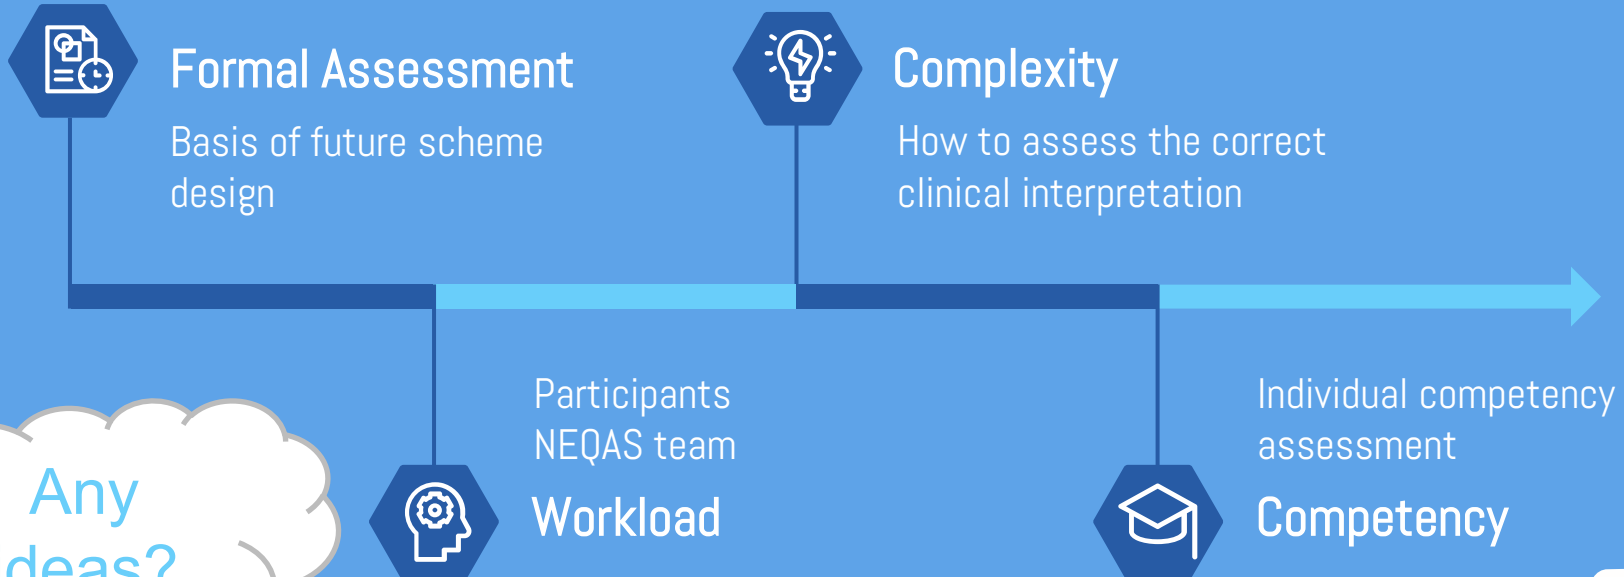 Formal Assessment
Basis of future scheme
design
Complexity
How to assess the correct
clinical interpretation
Participants
NEQAS team
Workload
Individual competency
assessment
Competency
Any
deas?